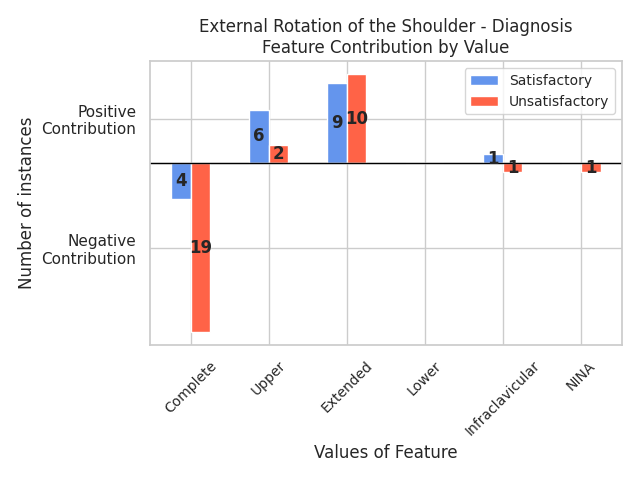 External Rotation of the Shoulder - Diagnosis
Feature Contribution by Value
Satisfactory
Unsatisfactory
Positive
Contribution
Negative
Contribution
Number of instances
4
19
6
2
9
10
1
1
1
Complete
Upper
Extended
Lower
Infraclavicular
NINA
Values of Feature